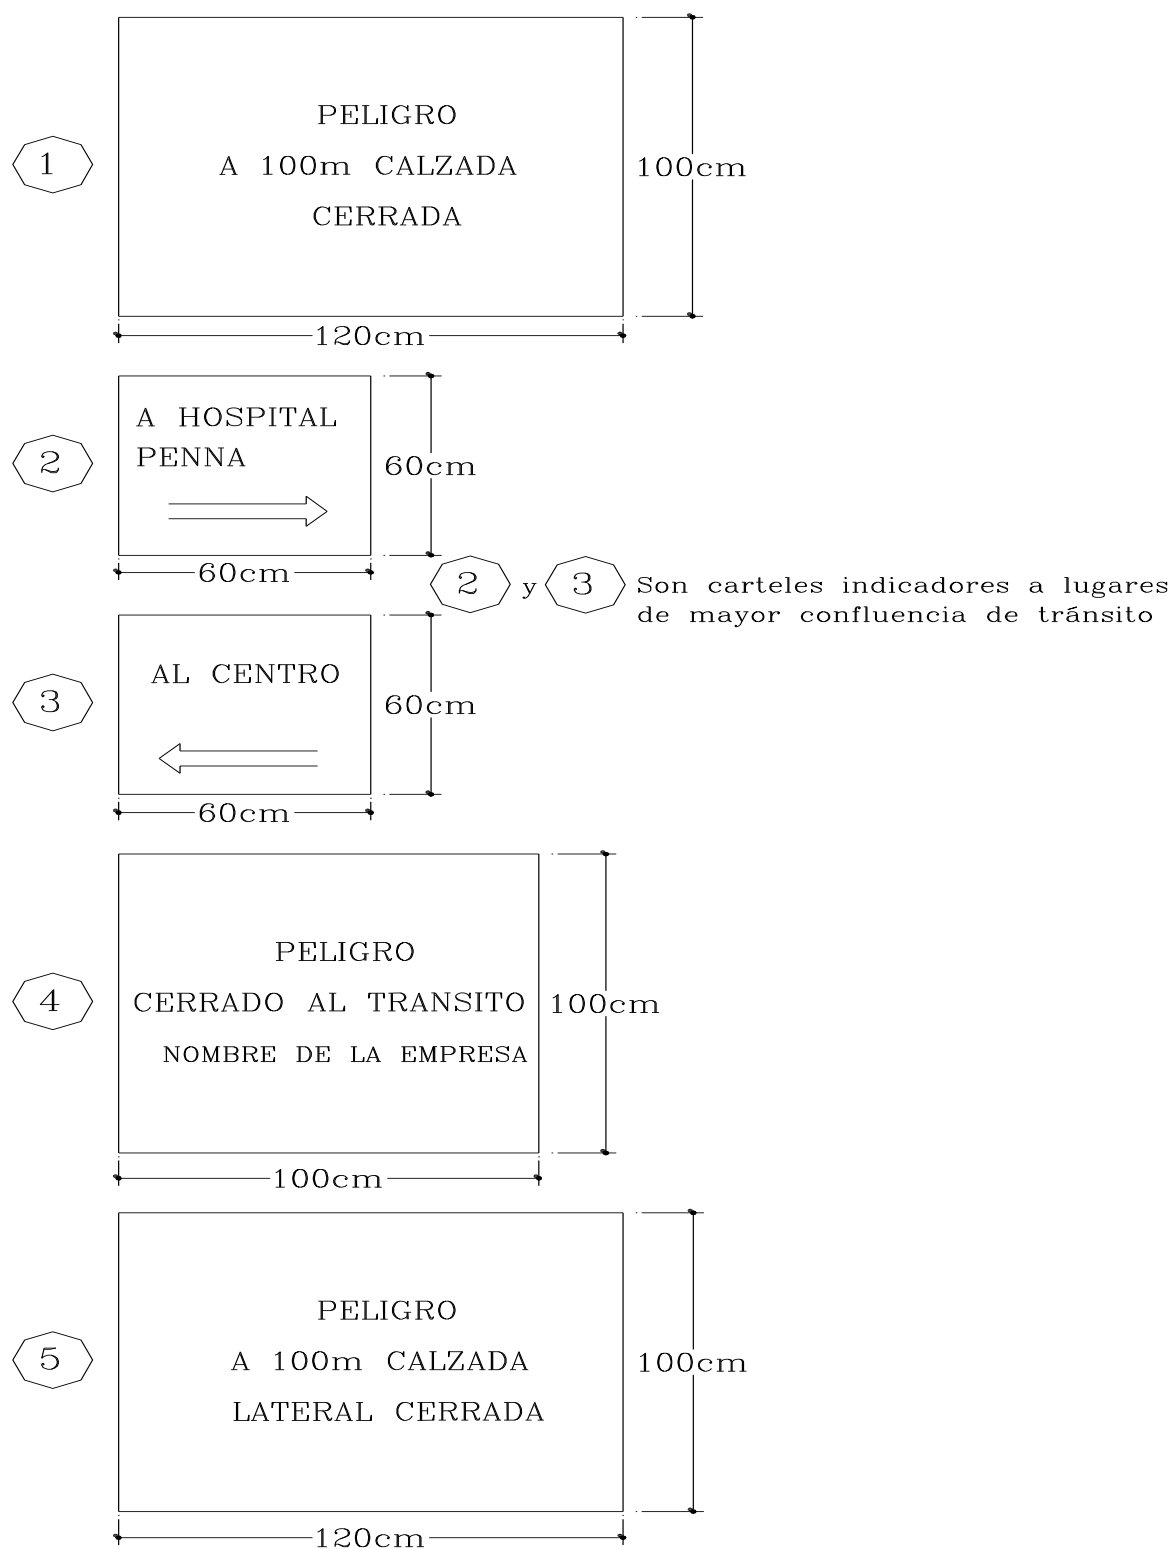 PELIGRO
1
A 100m CALZADA
100cm
CERRADA
120cm
A HOSPITAL
PENNA
2
60cm
60cm
2 y 3 Son carteles indicadores a lugares
de mayor confluencia de tránsito
AL CENTRO
3
60cm
60cm
PELIGRO
4
CERRADO AL TRANSITO
100cm
NOMBRE DE LA EMPRESA
100cm
PELIGRO
5
A 100m CALZADA
100cm
LATERAL CERRADA
120cm